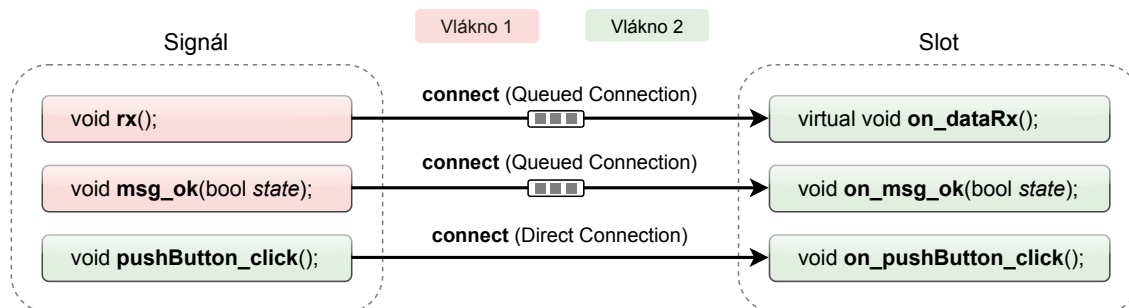 Vlákno 1
Vlákno 2
Signál
Slot
connect (Queued Connection)
void rx();
virtual void on_dataRx();
connect (Queued Connection)
void msg_ok(bool state);
void on_msg_ok(bool state);
connect (Direct Connection)
void pushButton_click();
void on_pushButton_click();